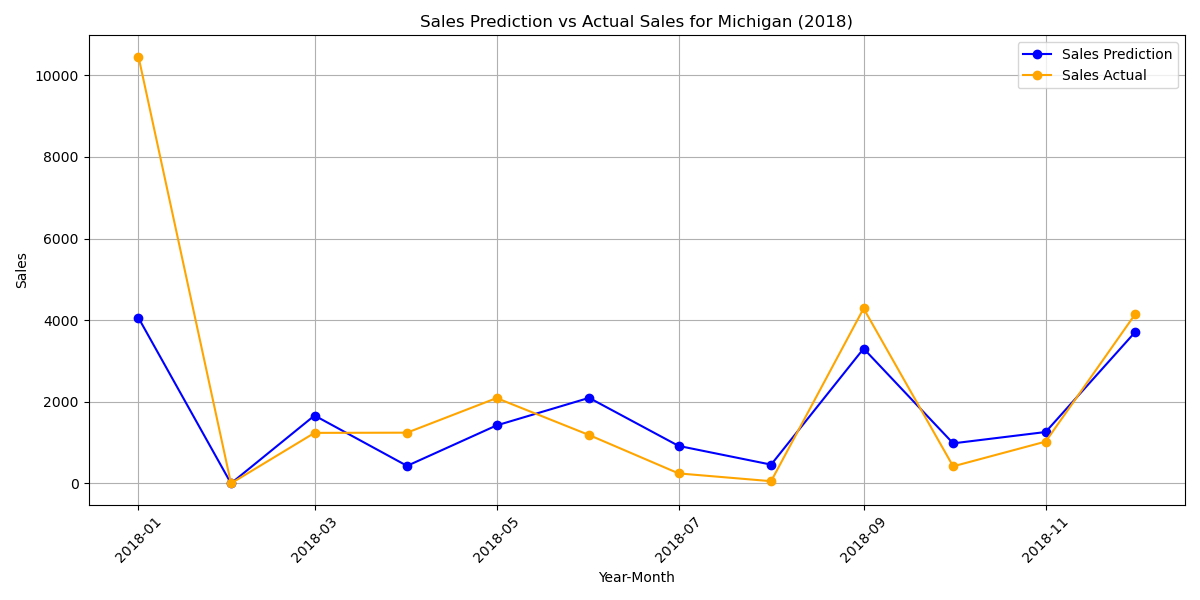 Sales Prediction vs Actual Sales for Michigan (2018)
Sales Prediction
Sales Actual
10000
8000
6000
4000
2000
0
Sales
2018-01
2018-03
2018-05
2018-07
2018-09
2018-11
Year-Month